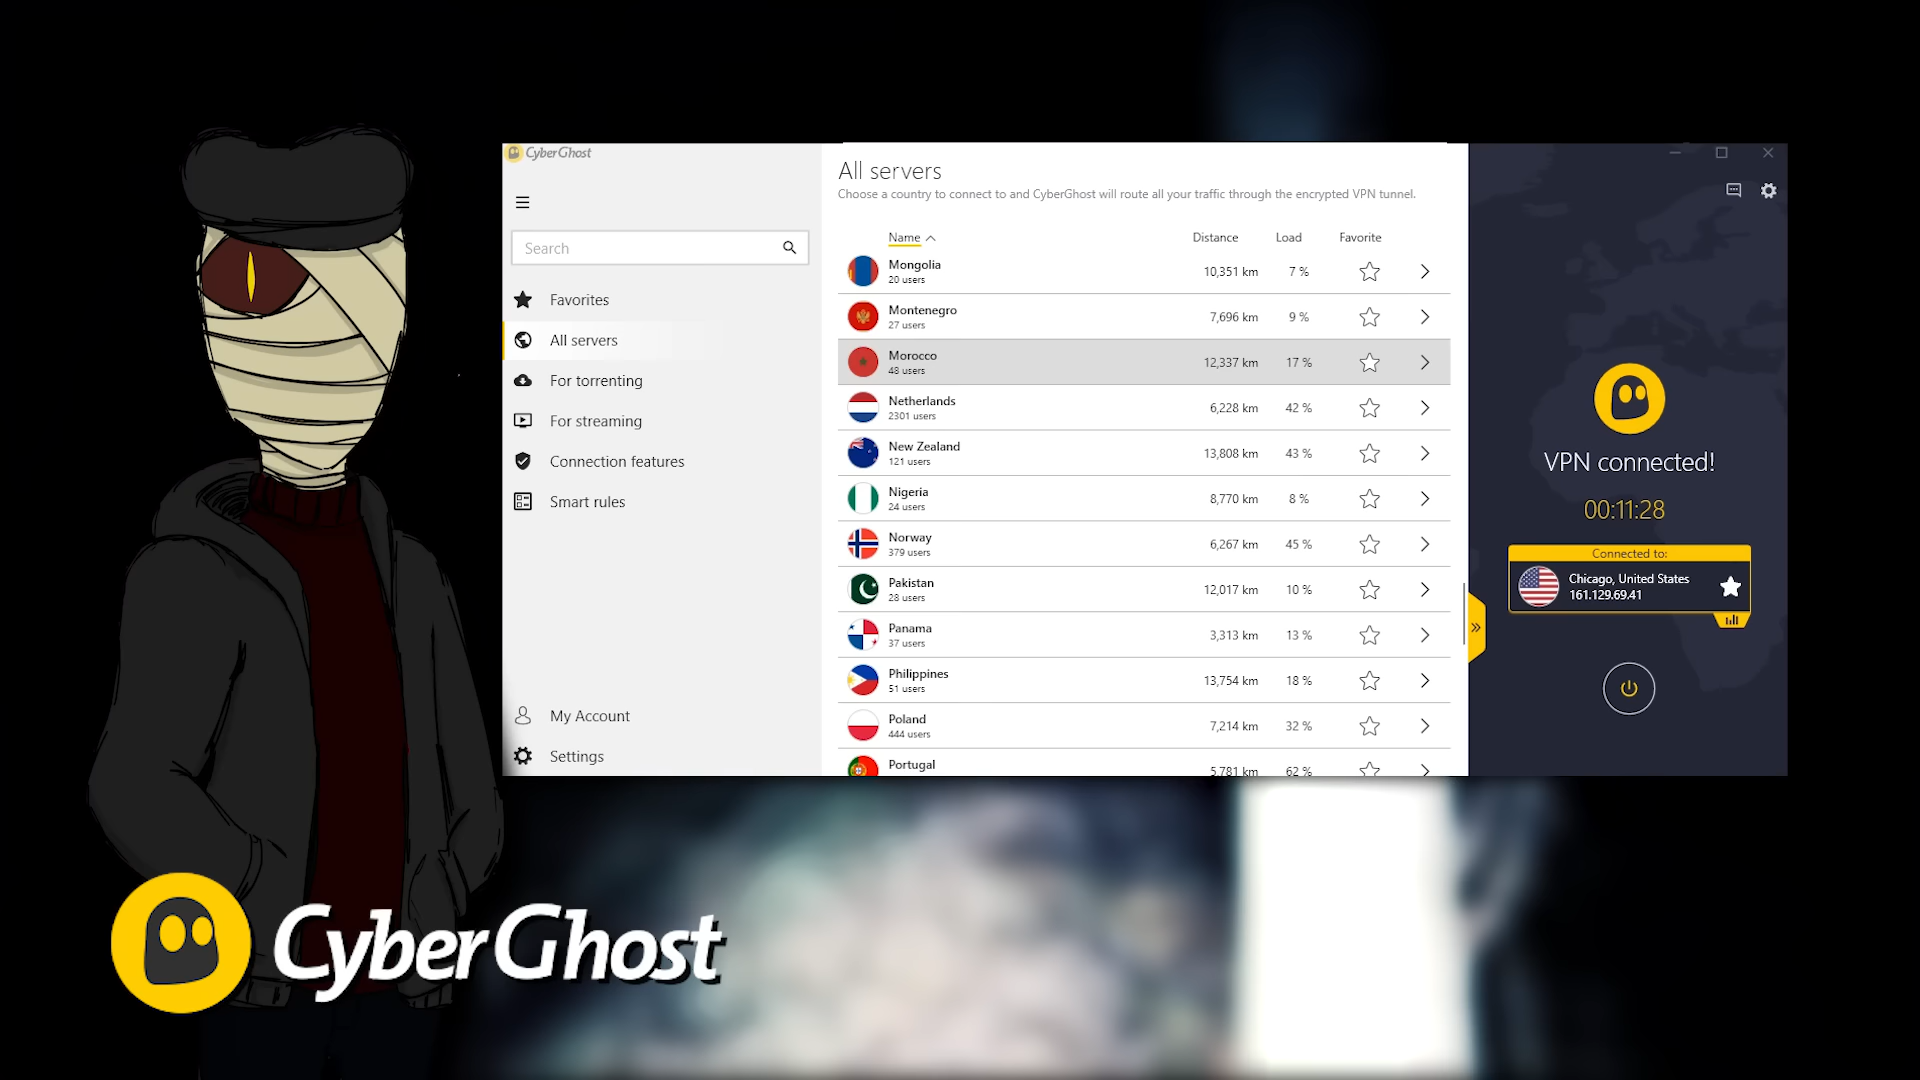 CyberGhost
Search
Favorites
All servers
For torrenting
For streaming
Connection features
Smart rules
My Account
Settings
All servers
Choose a country to connect to and CyberGhost will route all your traffic through the encrypted VPN tunnel.
Name Distance Load Favorite
Mongolia
20 users
10,351 km 7 %
Montenegro
27 users
7,696 km 9 %
Morocco
48 users
12,337 km 17 %
Netherlands
2301 users
6,228 km 42 %
New Zealand
121 users
13,808 km 43 %
Nigeria
24 users
8,770 km 8 %
Norway
379 users
6,267 km 45 %
Pakistan
28 users
12,017 km 10 %
Panama
37 users
3,313 km 13 %
Philippines
51 users
13,754 km 18 %
Poland
444 users
7,214 km 32 %
Portugal
5,781 km 62 %
VPN connected!
00:11:28
Connected to:
Chicago, United States
161.129.69.41
CyberGhost